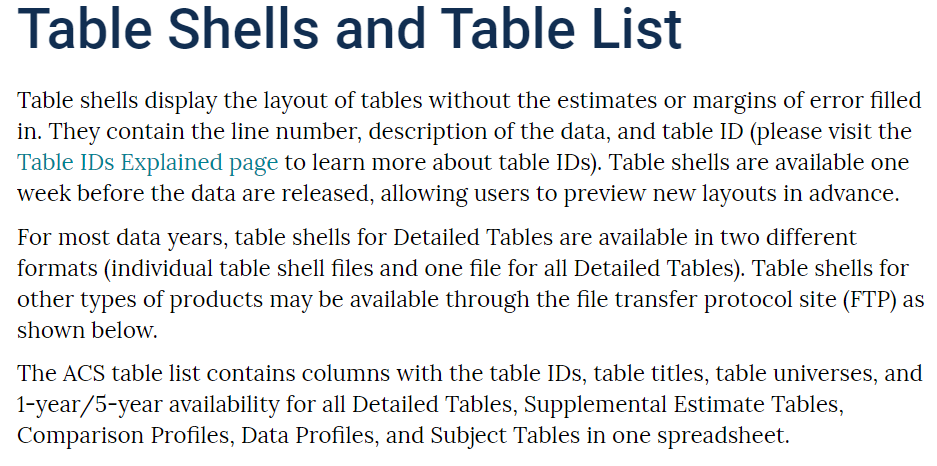 Table Shells and Table List
Table shells display the layout of tables without the estimates or margins of error filled
in. They contain the line number, description of the data, and table ID (please visit the
Table IDs Explained page to learn more about table IDs). Table shells are available one
week before the data are released, allowing users to preview new layouts in advance.
For most data years, table shells for Detailed Tables are available in two different
formats (individual table shell files and one file for all Detailed Tables). Table shells for
other types of products may be available through the file transfer protocol site (FTP) as
shown below.
The ACS table list contains columns with the table IDs, table titles, table universes, and
1-year/5-year availability for all Detailed Tables, Supplemental Estimate Tables,
Comparison Profiles, Data Profiles, and Subject Tables in one spreadsheet.